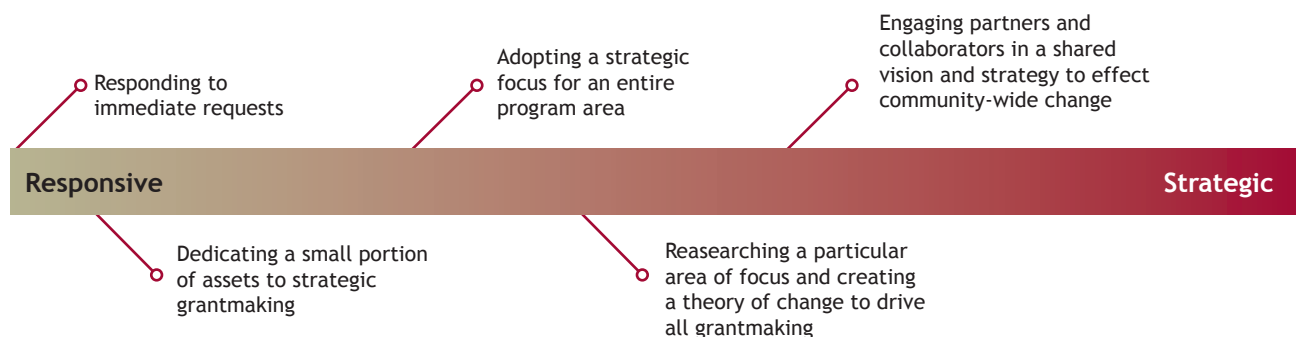 Responding to
immediate requests
Adopting a strategic
focus for an entire
program area
Engaging partners and
collaborators in a shared
vision and strategy to effect
community-wide change
Responsive
Strategic
Dedicating a small portion
of assets to strategic
grantmaking
Reasearching a particular
area of focus and creating
a theory of change to drive
all grantmaking